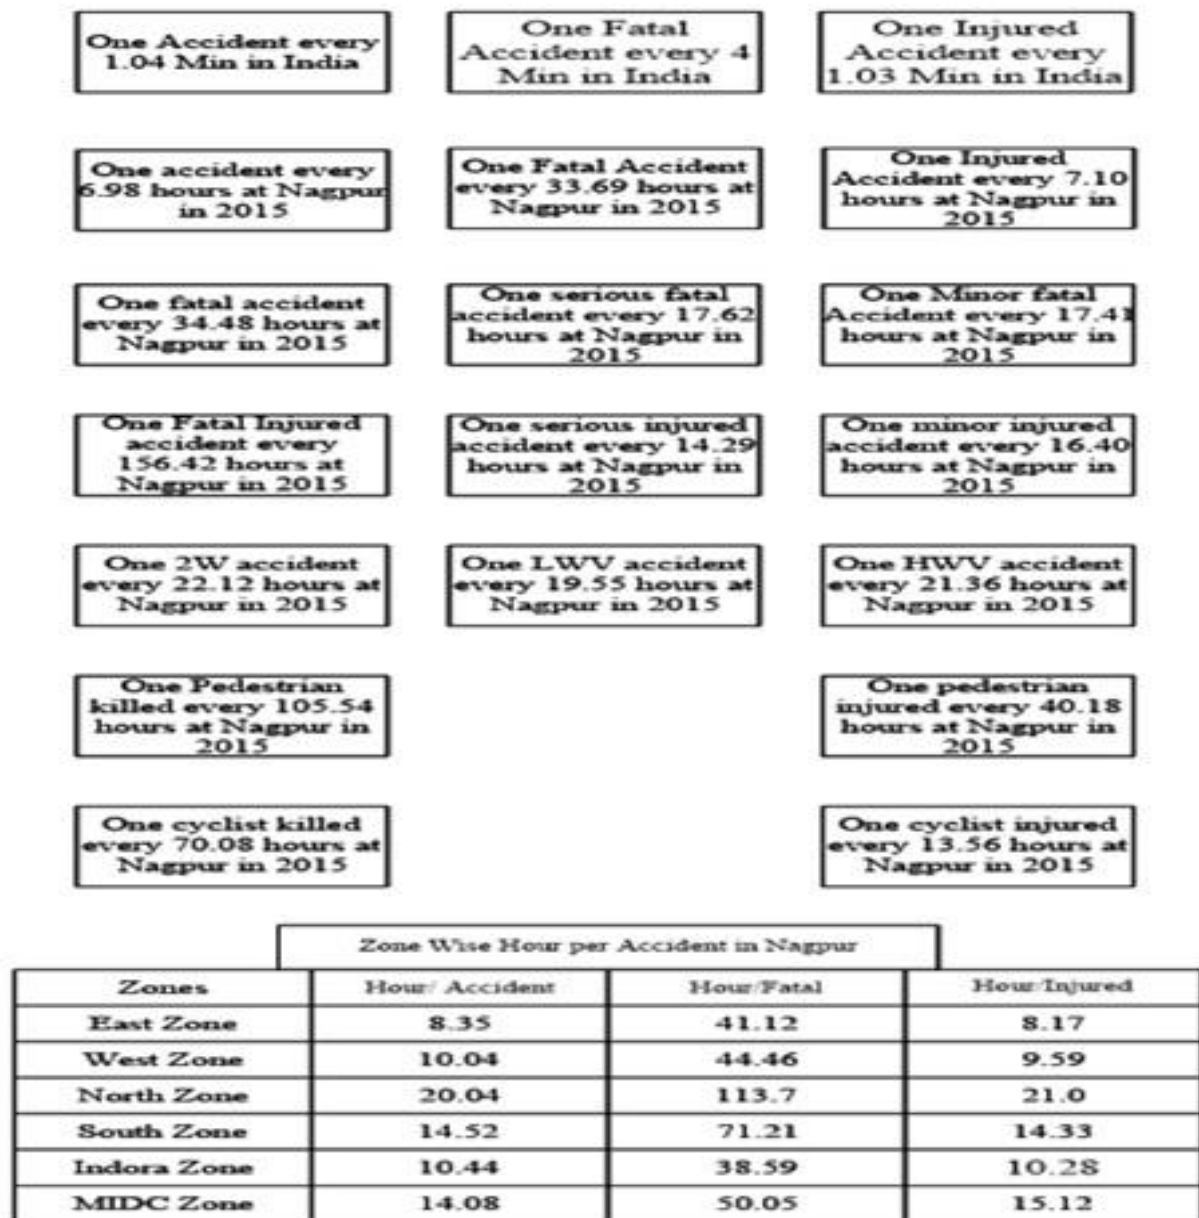 One Accident every
1.04 Min in India
One Fatal
Accident every 4
Min in India
One Injured
Accident every
1.03 Min in India
One accident every
6.98 hours at Nagpur
in 2015
One Fatal Accident
every 33.69 hours at
Nagpur in 2015
One Injured
Accident every 7.10
hours at Nagpur in
2015
One fatal accident
every 34.48 hours at
Nagpur in 2015
One serious fatal
accident every 17.62
hours at Nagpur in
2015
One Minor fatal
Accident every 17.41
hours at Nagpur in
2015
One Fatal Injured
accident every
156.42 hours at
Nagpur in 2015
One serious injured
accident every 14.29
hours at Nagpur in
2015
One minor injured
accident every 16.40
hours at Nagpur in
2015
One 2W accident
every 22.12 hours at
Nagpur in 2015
One LWV accident
every 19.55 hours at
Nagpur in 2015
One HWV accident
every 21.36 hours at
Nagpur in 2015
One Pedestrian
killed every 105.54
hours at Nagpur in
2015
One pedestrian
injured every 40.18
hours at Nagpur in
2015
One cyclist killed
every 70.08 hours at
Nagpur in 2015
One cyclist injured
every 13.56 hours at
Nagpur in 2015
Zone Wise Hour per Accident in Nagpur
Zones Hour/ Accident Hour/Fatal Hour/Injured
East Zone 8.35 41.12 8.17
West Zone 10.04 44.46 9.59
North Zone 20.04 113.7 21.0
South Zone 14.52 71.21 14.33
Indora Zone 10.44 38.59 10.28
MIDC Zone 14.08 50.05 15.12